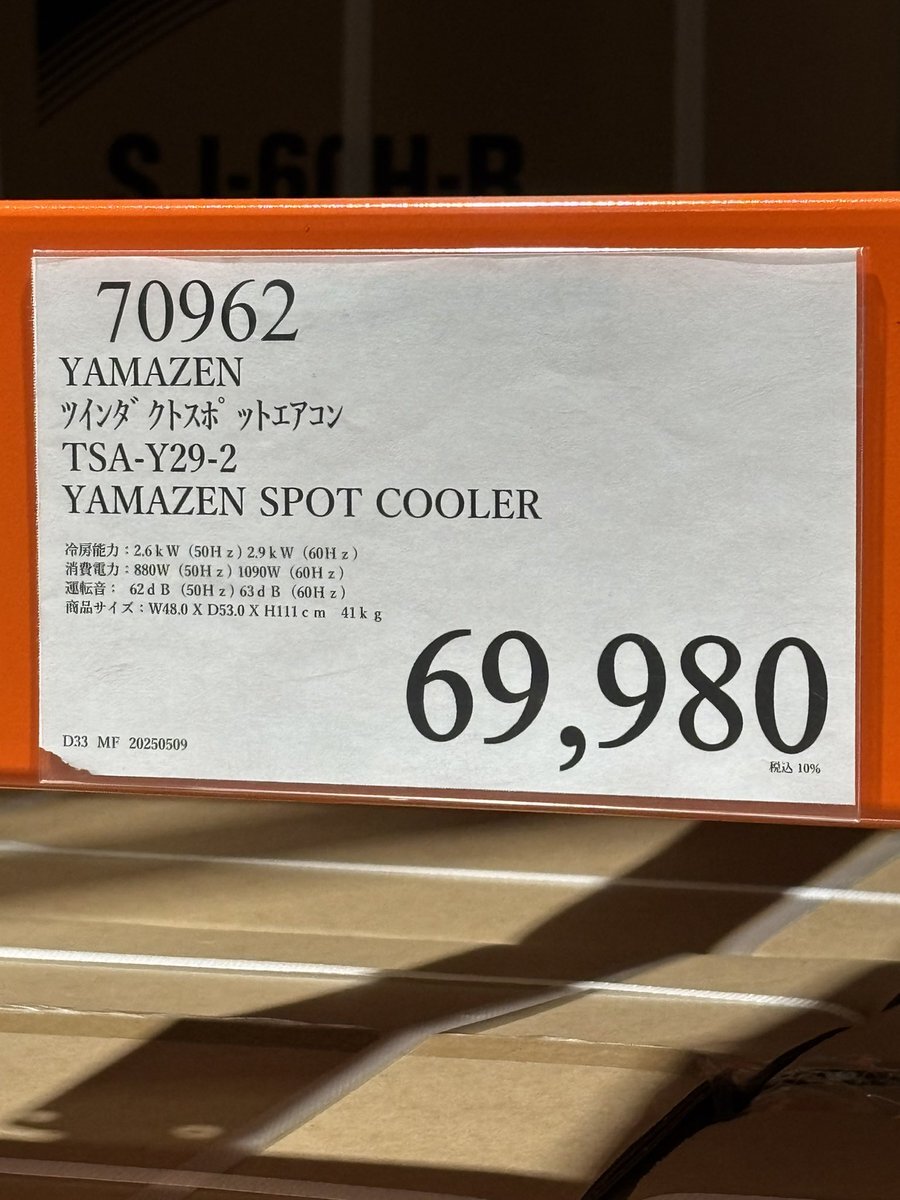 SJ-60H-B
70962
YAMAZEN
ツインダクトスポットエアコン
TSA-Y29-2
YAMAZEN SPOT COOLER
冷房能力：2.6kW（50Hz）2.9kW（60Hz）
消費電力：880W（50Hz）1090W（60Hz）
運転音： 62dB（50Hz）63dB（60Hz）
商品サイズ：W48.0 X D53.0 X H111cm 41kg
69,980
税込 10%
D33 MF 20250509